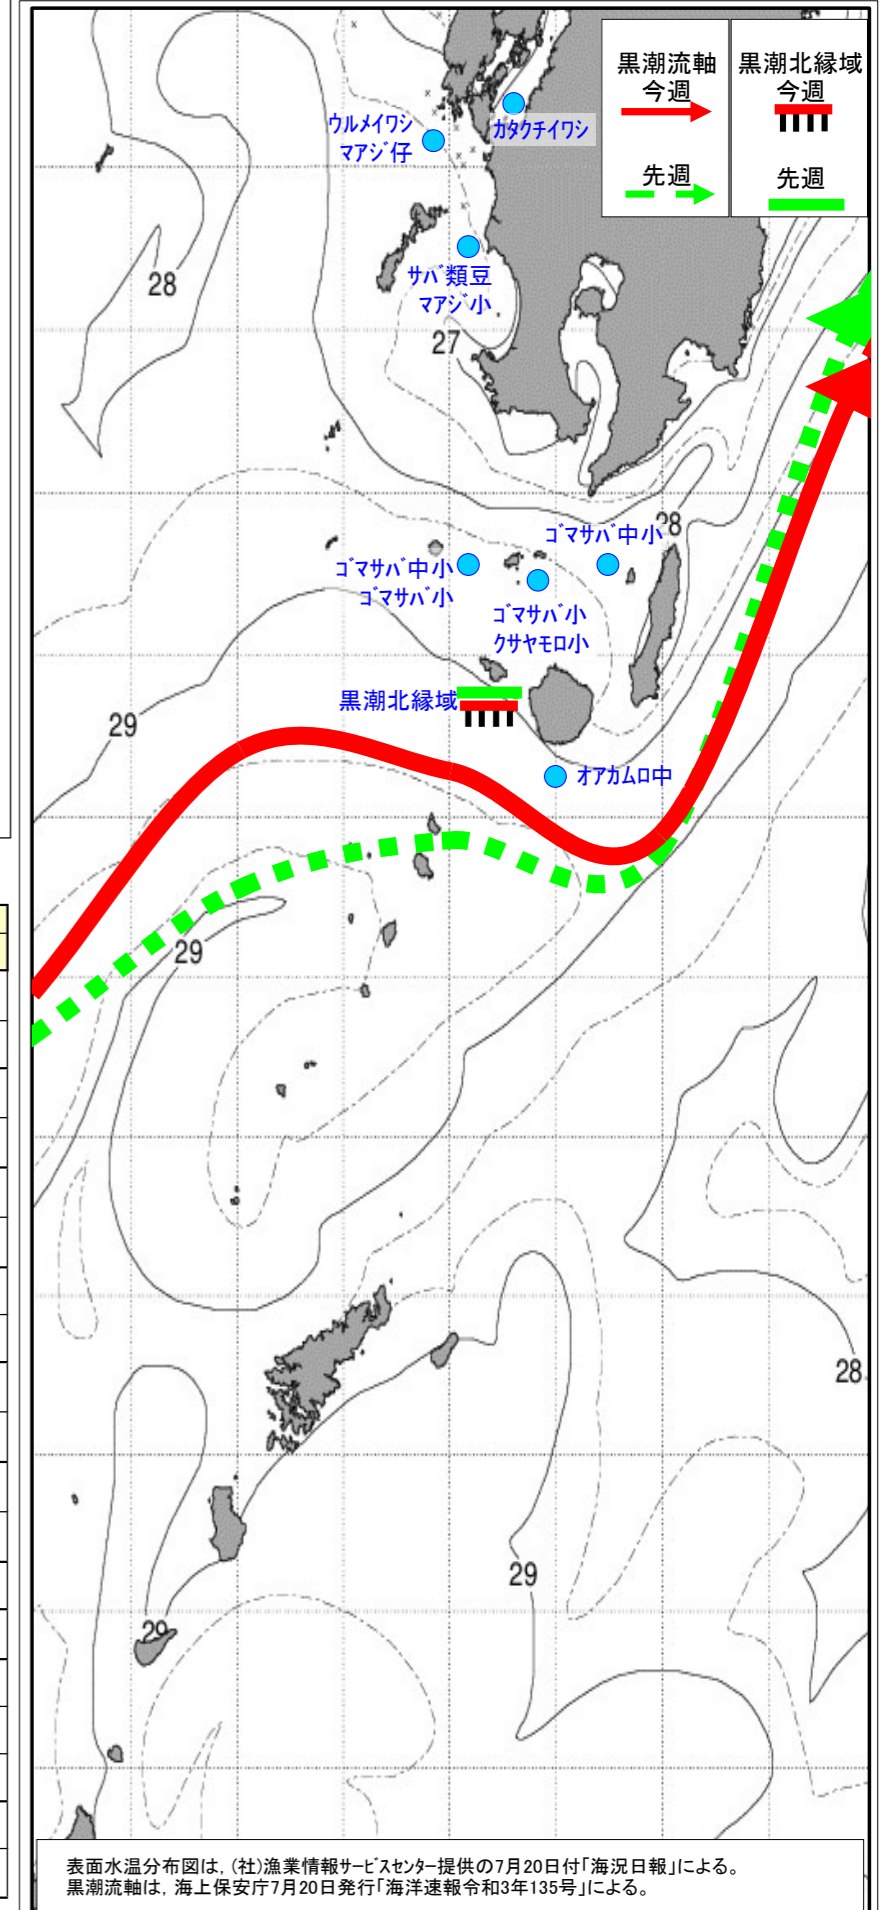 黒潮流軸
今週
先週
黒潮北縁域
今週
先週
ウルメイワシ
マアジ仔
カタクチイワシ
サバ類豆
マアジ小
28
27
28
ゴマサバ中小
ゴマサバ中小
ゴマサバ小
ゴマサバ小
クサヤモロ小
黒潮北縁域
29
オアカムロ中
29
28
29
29
表面水温分布図は,(社)漁業情報サービスセンター提供の7月20日付「海況日報」による。
黒潮流軸は,海上保安庁7月20日発行「海洋速報令和3年135号」による。